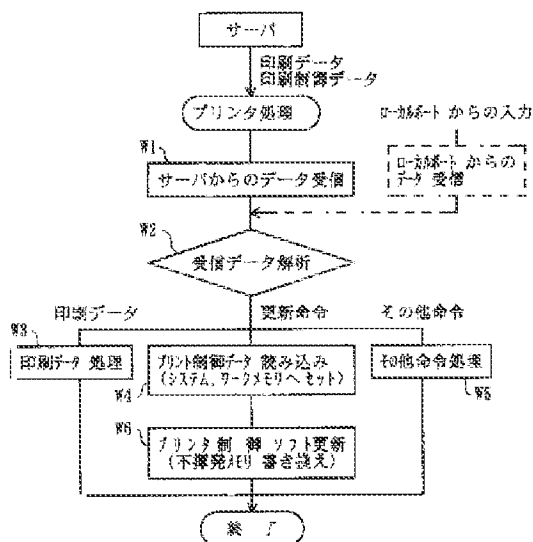 サーバ
印刷データ
印刷制御データ
プリンタ処理
ローカルポート からの入力
W1
サーバからのデータ受信
ローカルポート からの
データ 受信
W2
受信データ解析
印刷データ
更新命令
その他命令
W3
印刷データ 処理
プリント制御データ 読み込み
(システム,ワークメモリへセット)
W4
その他命令処理
W5
W6
プリンタ制 御 ソフト更新
(不揮発メモリ 書き換え)
終 了